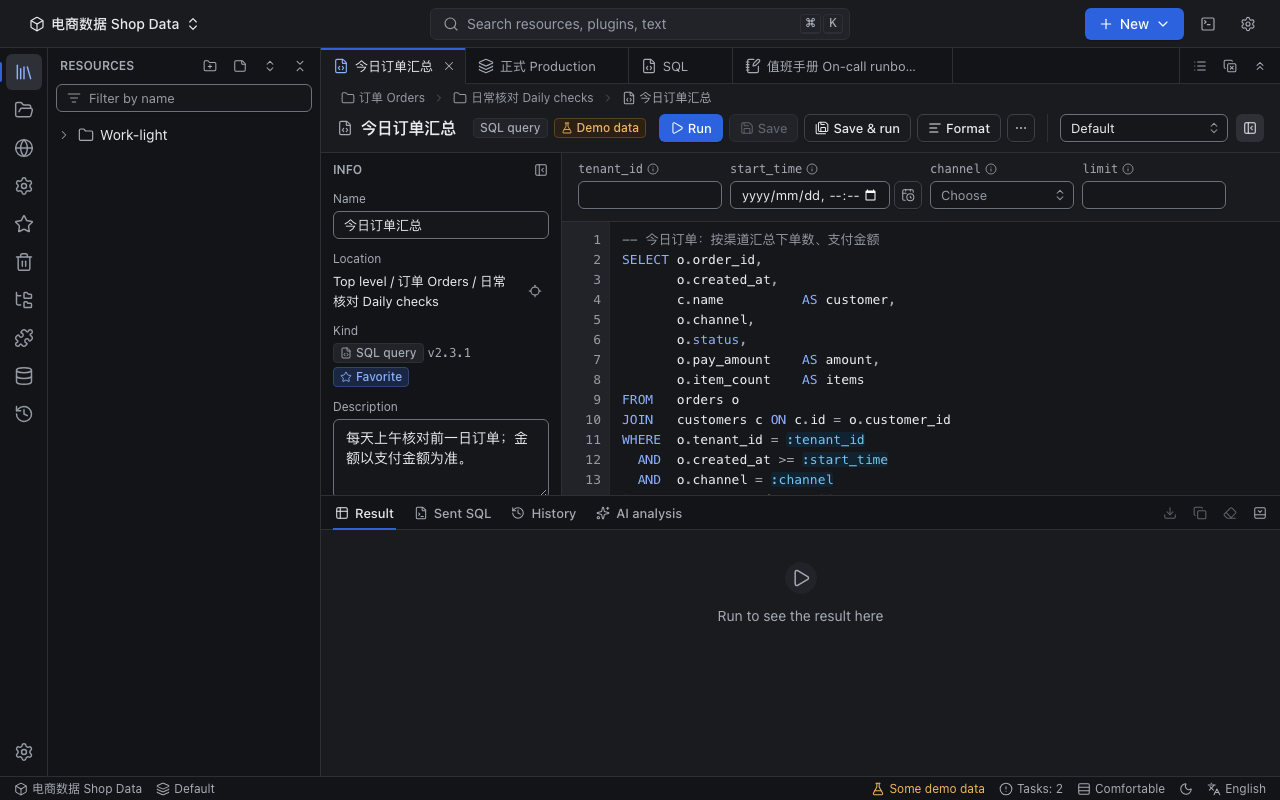 电商数据 Shop Data
Search resources, plugins, text ⌘ K
New
RESOURCES
Filter by name
Work-light
今日订单汇总
正式 Production
SQL
值班手册 On-call runbo...
订单 Orders > 日常核对 Daily checks > 今日订单汇总
今日订单汇总 SQL query Demo data Run Save Save & run Format ··· Default
INFO
Name
今日订单汇总
Location
Top level / 订单 Orders / 日常
核对 Daily checks
Kind
SQL query v2.3.1
Favorite
Description
每天上午核对前一日订单；金
额以支付金额为准。
tenant_id start_time channel limit
yyyy/mm/dd, --:-- Choose
1 -- 今日订单：按渠道汇总下单数、支付金额
2 SELECT o.order_id,
3 o.created_at,
4 c.name AS customer,
5 o.channel,
6 o.status,
7 o.pay_amount AS amount,
8 o.item_count AS items
9 FROM orders o
10 JOIN customers c ON c.id = o.customer_id
11 WHERE o.tenant_id = :tenant_id
12 AND o.created_at >= :start_time
13 AND o.channel = :channel
Result Sent SQL History AI analysis
Run to see the result here
电商数据 Shop Data Default Some demo data Tasks: 2 Comfortable English